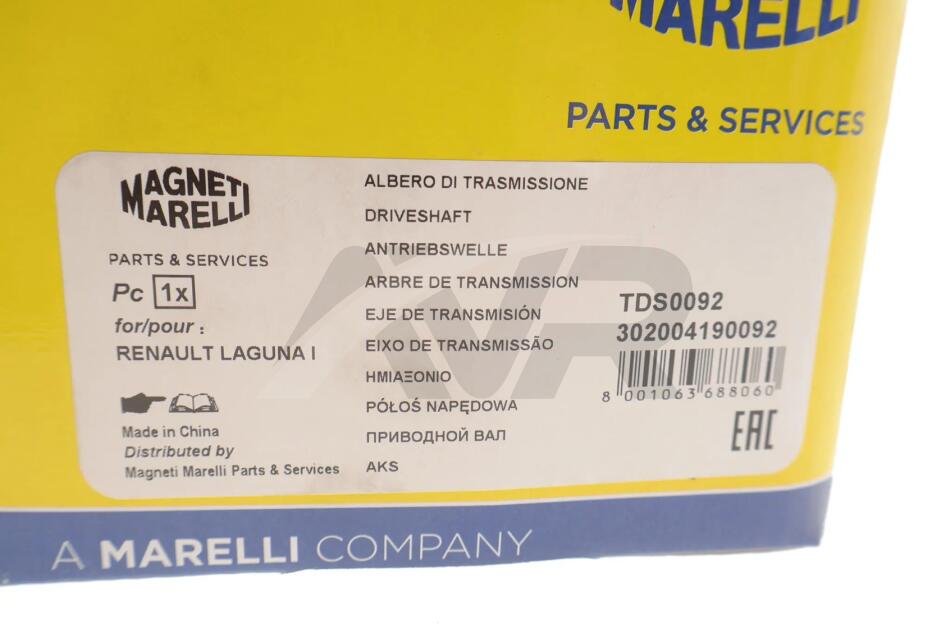 MARELLI
PARTS & SERVICES
MAGNETI
MARELLI
PARTS & SERVICES
Pc 1x
for/pour :
RENAULT LAGUNA I
Made in China
Distributed by
Magneti Marelli Parts & Services
ALBERO DI TRASMISSIONE
DRIVESHAFT
ANTRIEBSWELLE
ARBRE DE TRANSMISSION
EJE DE TRANSMISIÓN
EIXO DE TRANSMISSÃO
ΗΜΙΑΞΟΝΙΟ
PÓŁOŚ NAPĘDOWA
ПРИВОДНОЙ ВАЛ
AKS
TDS0092
302004190092
8 001063 688060
EAC
AVR
A MARELLI COMPANY